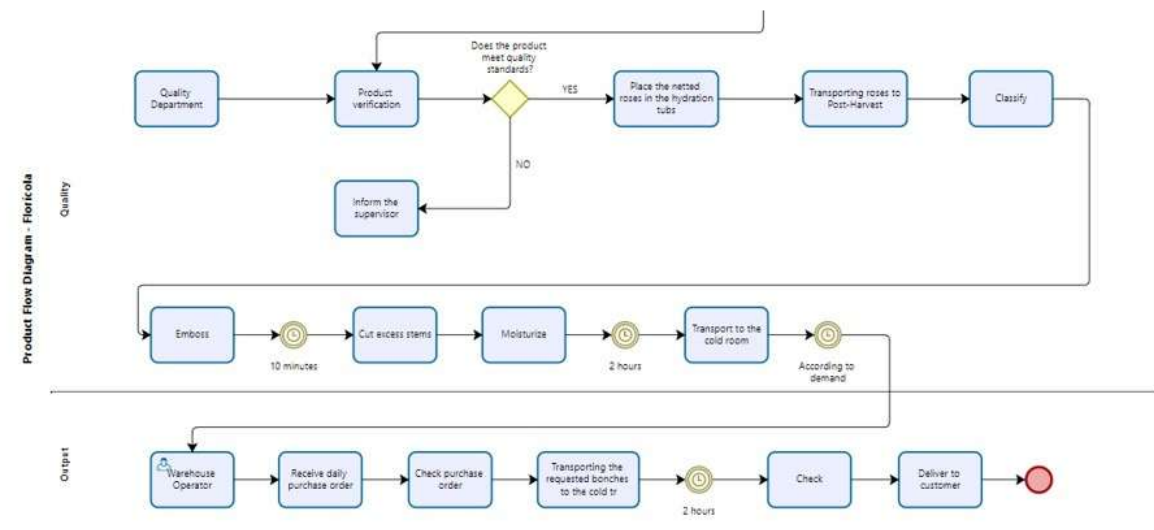 Product Flow Diagram - Floricola
Quality
Does the product
meet quality
standards?
Quality
Department
Product
verification
YES
Place the netted
roses in the hydration
tubs
Transporting roses to
Post-Harvest
Classify
NO
Inform the
supervisor
Emboss
10 minutes
Cut excess stems
Moisturize
2 hours
Transport to the
cold room
According to
demand
Output
Warehouse
Operator
Receive daily
purchase order
Check purchase
order
Transporting the
requested bonches
to the cold tr
2 hours
Check
Deliver to
customer